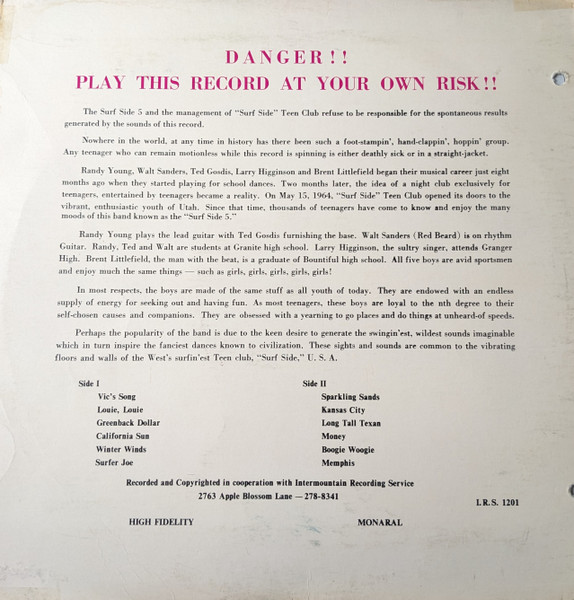 DANGER!!
PLAY THIS RECORD AT YOUR OWN RISK!!
The Surf Side 5 and the management of "Surf Side" Teen Club refuse to be responsible for the spontaneous results
generated by the sounds of this record.
Nowhere in the world, at any time in history has there been such a foot-stampin', hand-clappin', hoppin' group.
Any teenager who can remain motionless while this record is spinning is either deathly sick or in a straight-jacket.
Randy Young, Walt Sanders, Ted Gosdis, Larry Higginson and Brent Littlefield began their musical career just eight
months ago when they started playing for school dances. Two months later, the idea of a night club exclusively for
teenagers, entertained by teenagers became a reality. On May 15, 1964, "Surf Side" Teen Club opened its doors to the
vibrant, enthusiastic youth of Utah. Since that time, thousands of teenagers have come to know and enjoy the many
moods of this band known as the "Surf Side 5."
Randy Young plays the lead guitar with Ted Gosdis furnishing the base. Walt Sanders (Red Beard) is on rhythm
Guitar. Randy, Ted and Walt are students at Granite high school. Larry Higginson, the sultry singer, attends Granger
High. Brent Littlefield, the man with the beat, is a graduate of Bountiful high school. All five boys are avid sportsmen
and enjoy much the same things — such as girls, girls, girls, girls, girls!
In most respects, the boys are made of the same stuff as all youth of today. They are endowed with an endless
supply of energy for seeking out and having fun. As most teenagers, these boys are loyal to the nth degree to their
self-chosen causes and companions. They are obsessed with a yearning to go places and do things at unheard-of speeds.
Perhaps the popularity of the band is due to the keen desire to generate the swingin'est, wildest sounds imaginable
which in turn inspire the fanciest dances known to civilization. These sights and sounds are common to the vibrating
floors and walls of the West's surfin'est Teen club, "Surf Side," U. S. A.
Side I
Vic's Song
Louie, Louie
Greenback Dollar
California Sun
Winter Winds
Surfer Joe
Side II
Sparkling Sands
Kansas City
Long Tall Texan
Money
Boogie Woogie
Memphis
Recorded and Copyrighted in cooperation with Intermountain Recording Service
2763 Apple Blossom Lane — 278-8341
I.R.S. 1201
HIGH FIDELITY
MONARAL